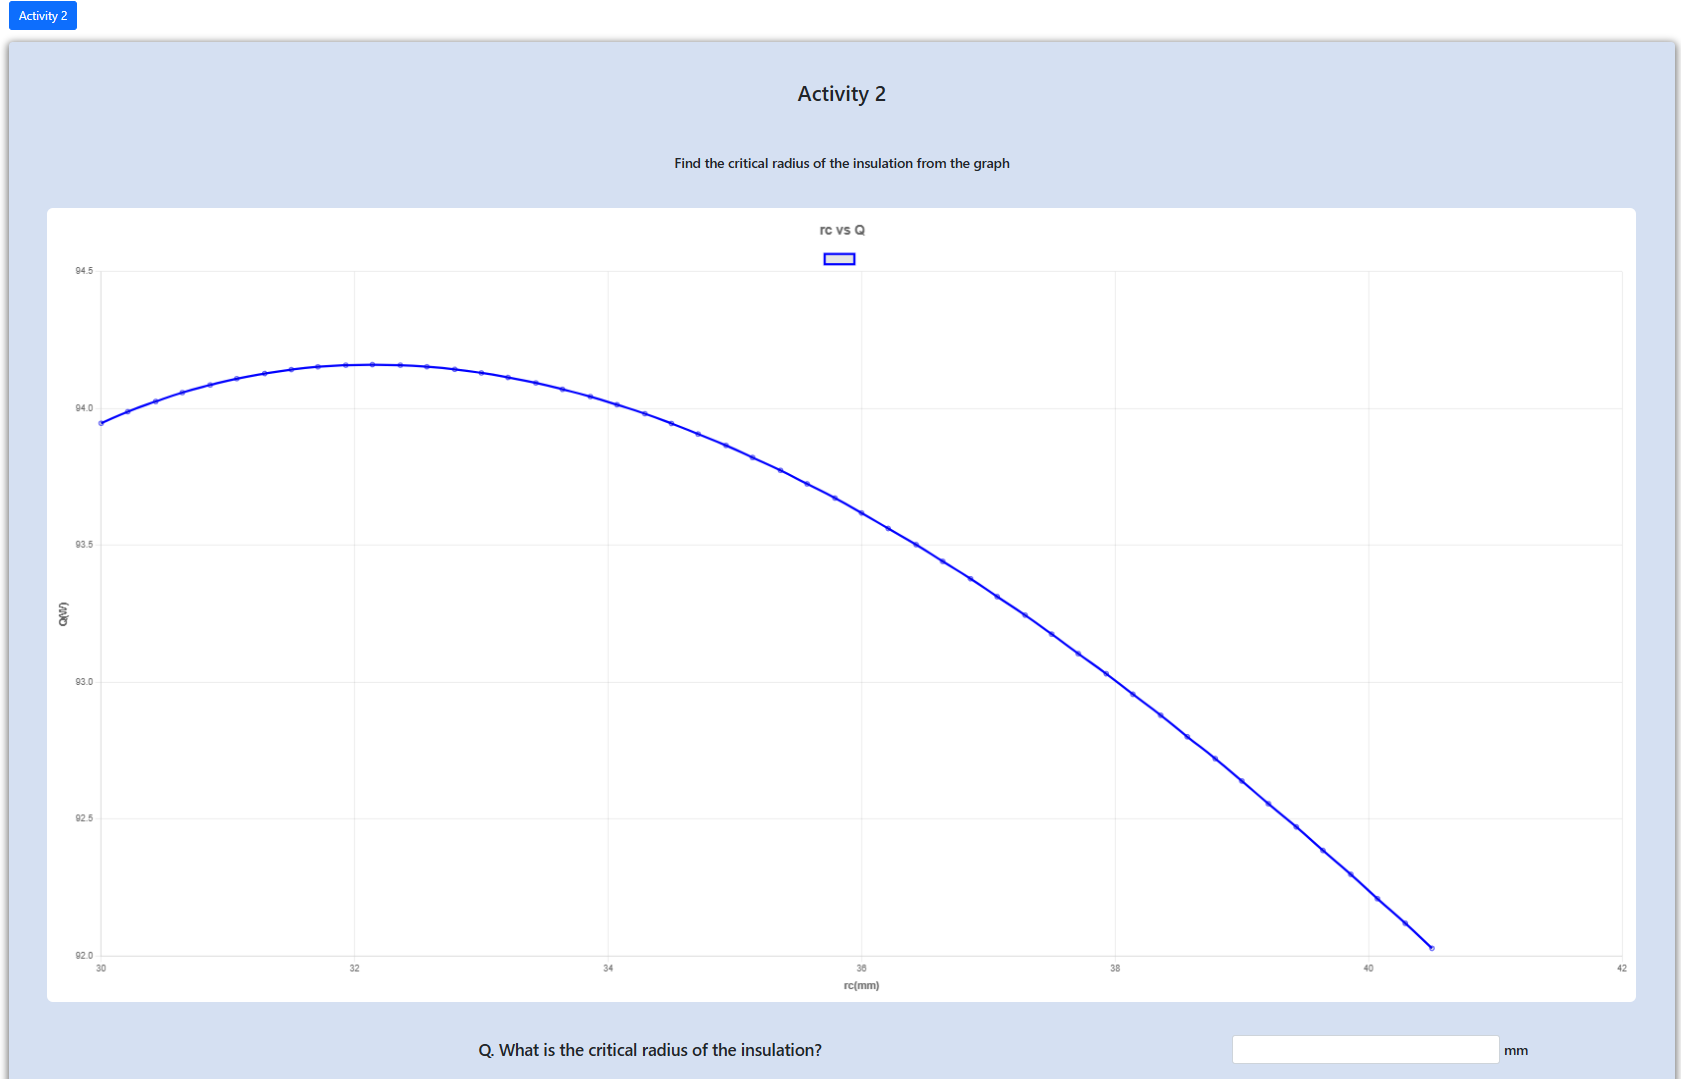 Activity 2
Activity 2
Find the critical radius of the insulation from the graph
rc vs Q
94.5
94.0
93.5
93.0
92.5
92.0
Q(W)
30 32 34 36 38 40 42
rc(mm)
Q. What is the critical radius of the insulation?
mm